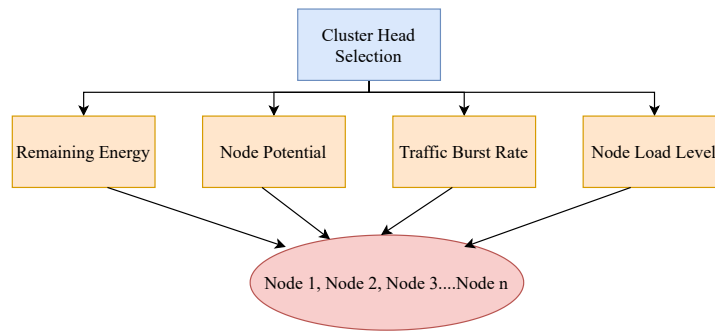 Cluster Head
Selection
Remaining Energy
Node Potential
Traffic Burst Rate
Node Load Level
Node 1, Node 2, Node 3....Node n